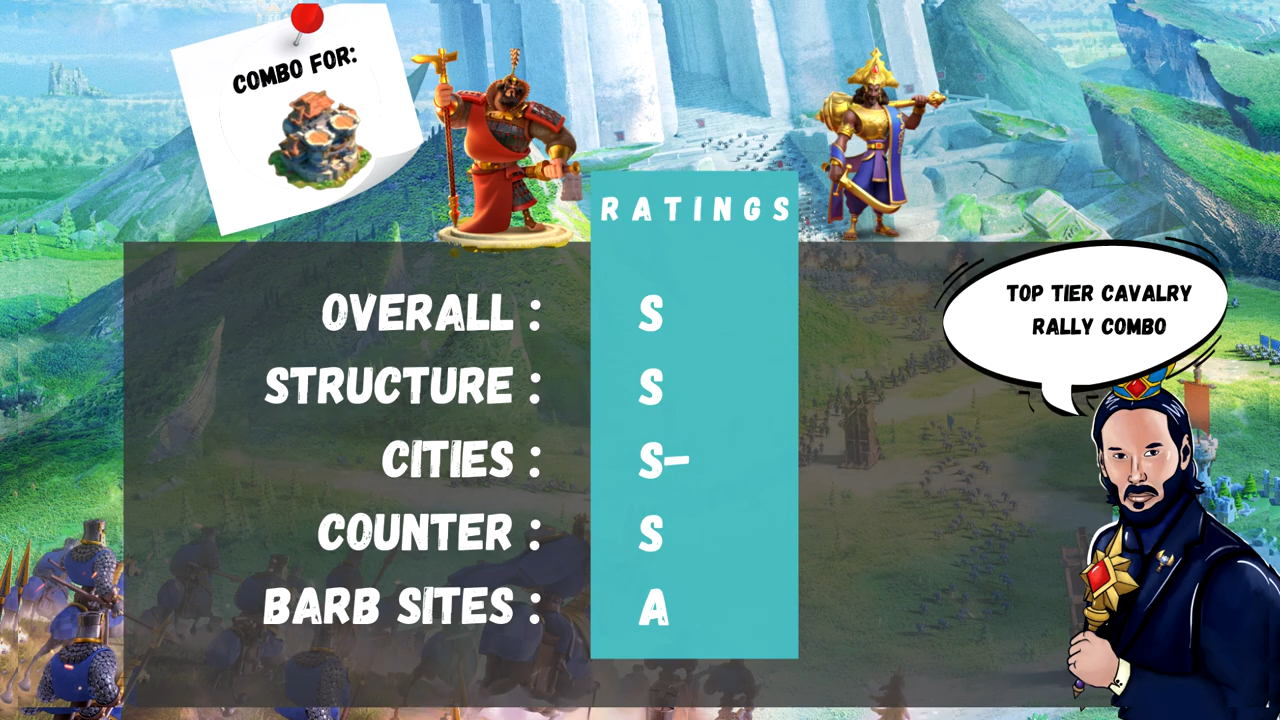 COMBO FOR:
RATINGS
OVERALL : S
STRUCTURE : S
CITIES : S-
COUNTER : S
BARB SITES : A
TOP TIER CAVALRY
RALLY COMBO